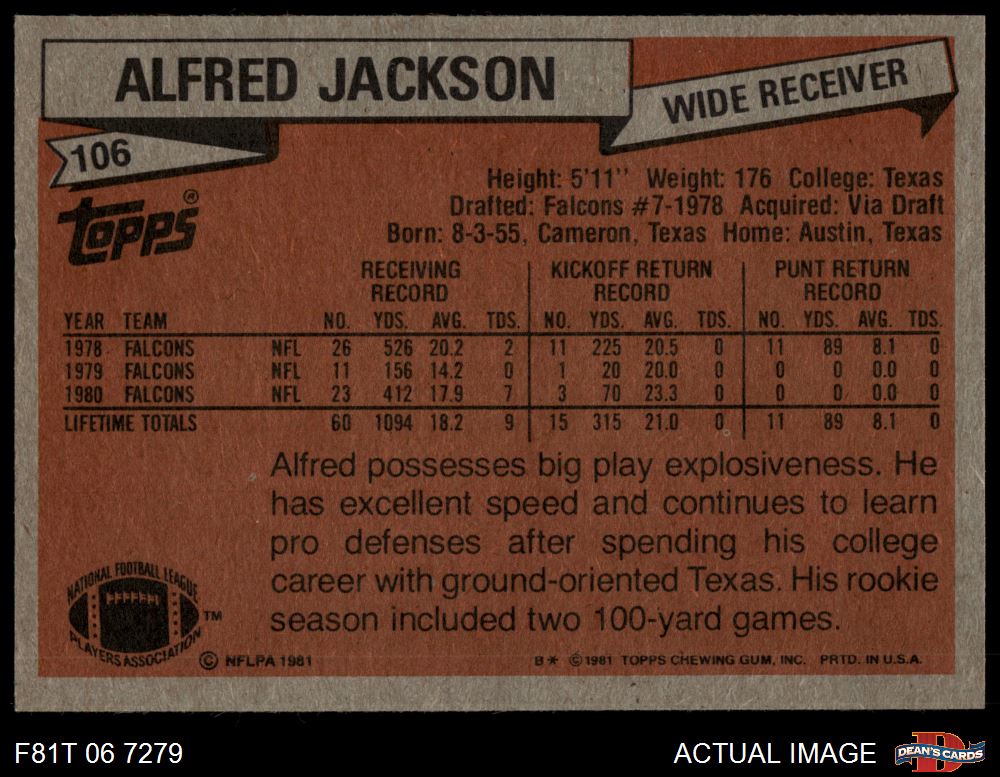 ALFRED JACKSON
WIDE RECEIVER
106
Topps®
Height: 5'11" Weight: 176 College: Texas
Drafted: Falcons #7-1978 Acquired: Via Draft
Born: 8-3-55, Cameron, Texas Home: Austin, Texas
RECEIVING RECORD KICKOFF RETURN RECORD PUNT RETURN RECORD
YEAR TEAM NO. YDS. AVG. TDS. NO. YDS. AVG. TDS. NO. YDS. AVG. TDS.
1978 FALCONS NFL 26 526 20.2 2 11 225 20.5 0 11 89 8.1 0
1979 FALCONS NFL 11 156 14.2 0 1 20 20.0 0 0 0 0.0 0
1980 FALCONS NFL 23 412 17.9 7 3 70 23.3 0 0 0 0.0 0
LIFETIME TOTALS 60 1094 18.2 9 15 315 21.0 0 11 89 8.1 0
Alfred possesses big play explosiveness. He
has excellent speed and continues to learn
pro defenses after spending his college
career with ground-oriented Texas. His rookie
season included two 100-yard games.
NATIONAL FOOTBALL LEAGUE
PLAYERS ASSOCIATION
TM
© NFLPA 1981
B* © 1981 TOPPS CHEWING GUM, INC. PRTD. IN U.S.A.
F81T 06 7279
ACTUAL IMAGE
D
DEAN'S CARDS